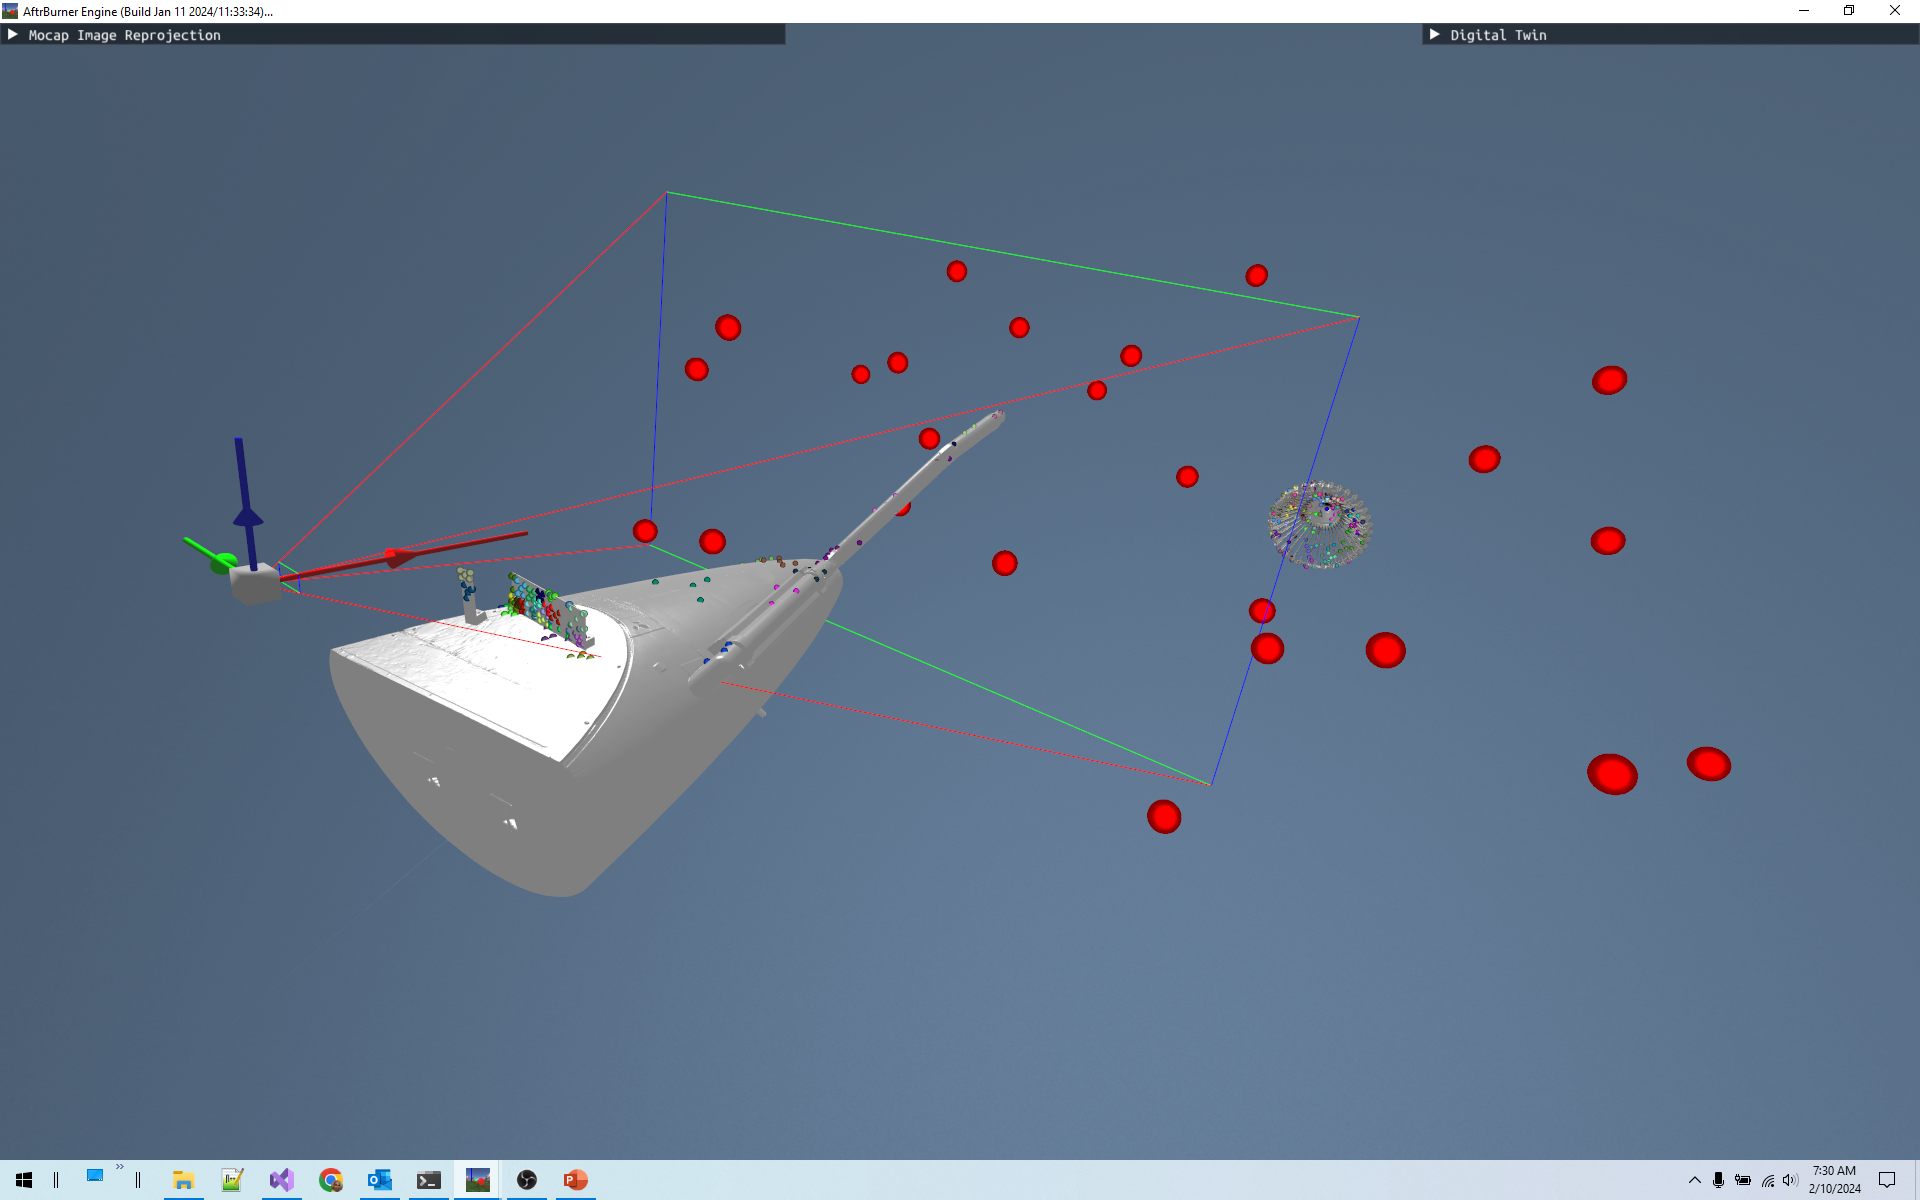 AftrBurner Engine (Build Jan 11 2024/11:33:34)...
Mocap Image Reprojection
Digital Twin
7:30 AM
2/10/2024